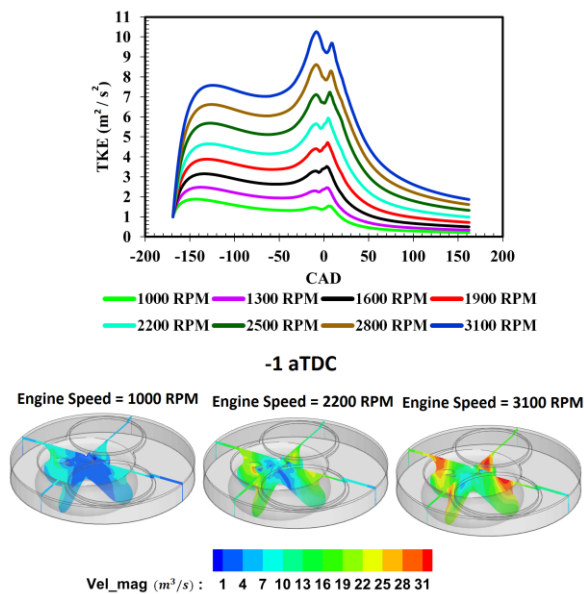 11
10
9
8
7
6
5
4
3
2
1
0
TKE (m² / s²)
-200 -150 -100 -50 0 50 100 150 200
CAD
1000 RPM 1300 RPM 1600 RPM 1900 RPM
2200 RPM 2500 RPM 2800 RPM 3100 RPM
-1 aTDC
Engine Speed = 1000 RPM Engine Speed = 2200 RPM Engine Speed = 3100 RPM
Vel_mag (m³/s) : 1 4 7 10 13 16 19 22 25 28 31